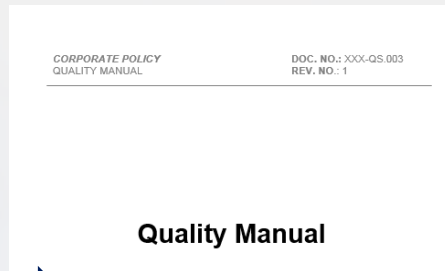 CORPORATE POLICY DOC. NO.: XXX-QS.003
QUALITY MANUAL REV. NO.: 1
Quality Manual